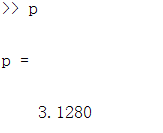 >> p
p =
3.1280